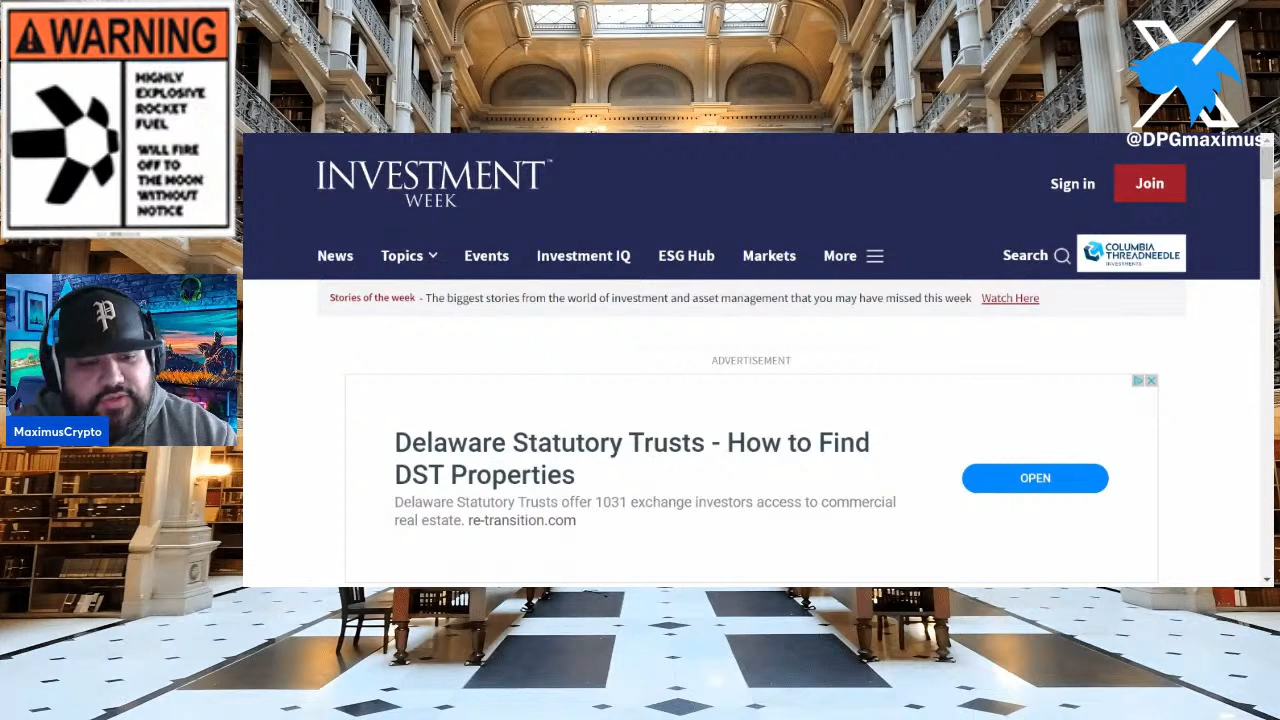 WARNING
HIGHLY
EXPLOSIVE
ROCKET
FUEL
WILL FIRE
OFF TO
THE MOON
WITHOUT
NOTICE
X
@DPGmaximus
INVESTMENT™
WEEK
Sign in
Join
News
Topics
Events
Investment IQ
ESG Hub
Markets
More
Search
COLUMBIA
THREADNEEDLE
INVESTMENTS
Stories of the week - The biggest stories from the world of investment and asset management that you may have missed this week Watch Here
ADVERTISEMENT
Delaware Statutory Trusts - How to Find
DST Properties
Delaware Statutory Trusts offer 1031 exchange investors access to commercial
real estate. re-transition.com
OPEN
P
MaximusCrypto